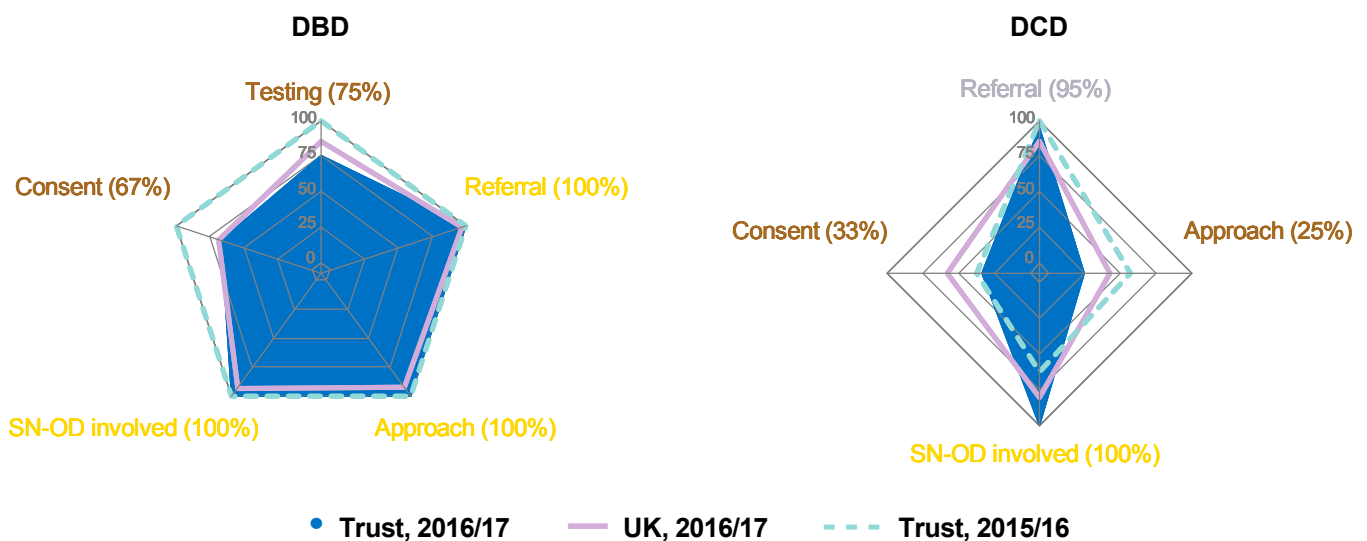 DBD
DCD
Testing (75%)
Referral (95%)
100
75
50
25
0
Consent (67%)
Referral (100%)
SN-OD involved (100%)
Approach (100%)
100
75
50
25
0
Consent (33%)
Approach (25%)
SN-OD involved (100%)
Trust, 2016/17
UK, 2016/17
Trust, 2015/16